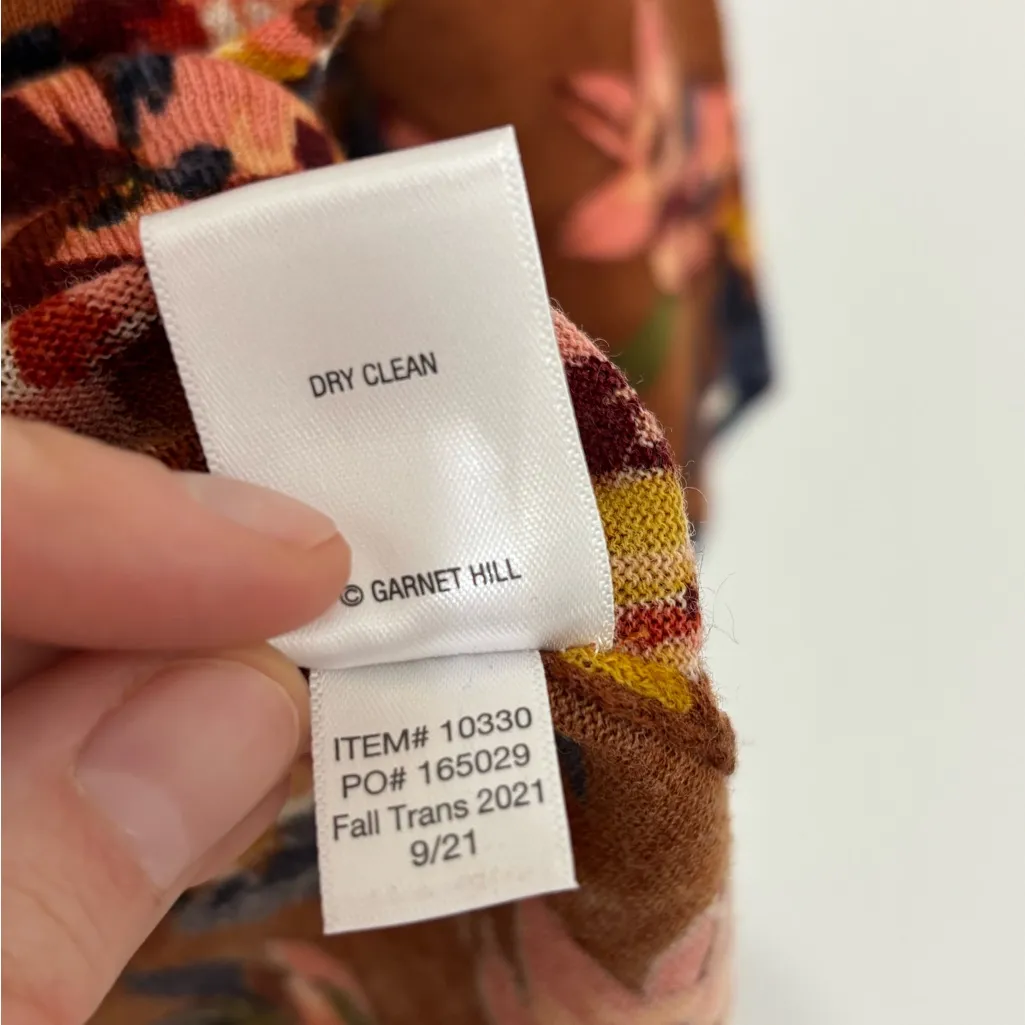 DRY CLEAN
© GARNET HILL
ITEM# 10330
PO# 165029
Fall Trans 2021
9/21